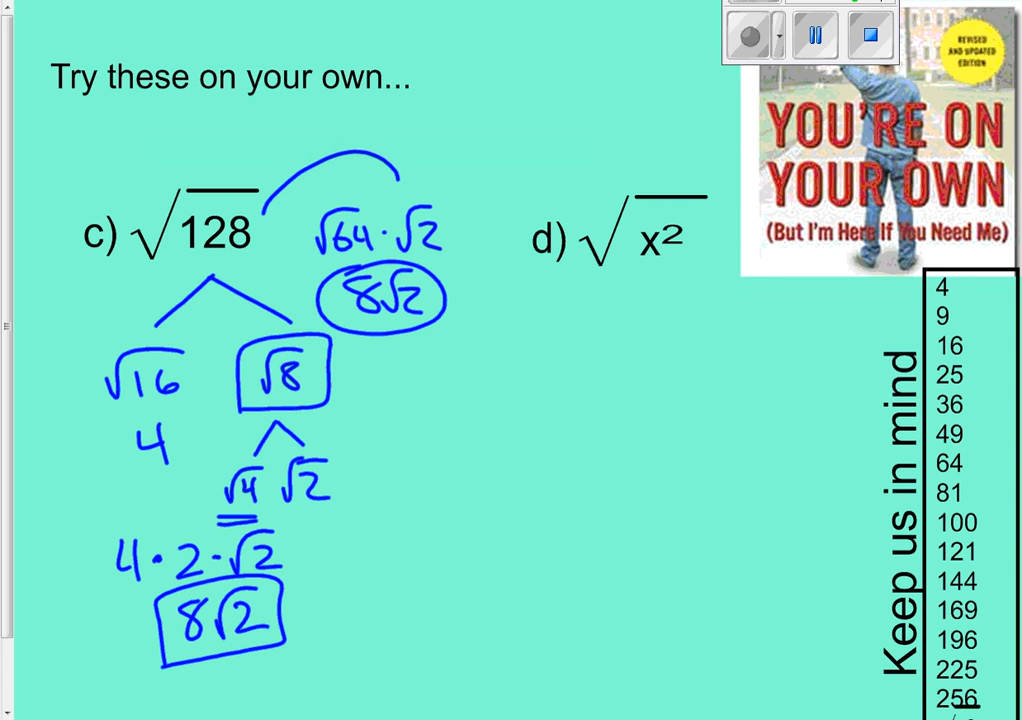 Try these on your own...
REVISED
AND UPDATED
EDITION
YOU'RE ON
YOUR OWN
(But I'm Here If You Need Me)
c) √128
√64 · √2
8√2
√16 √8
4
√4 √2
4 · 2 · √2
8√2
d) √x²
Keep us in mind
4
9
16
25
36
49
64
81
100
121
144
169
196
225
256